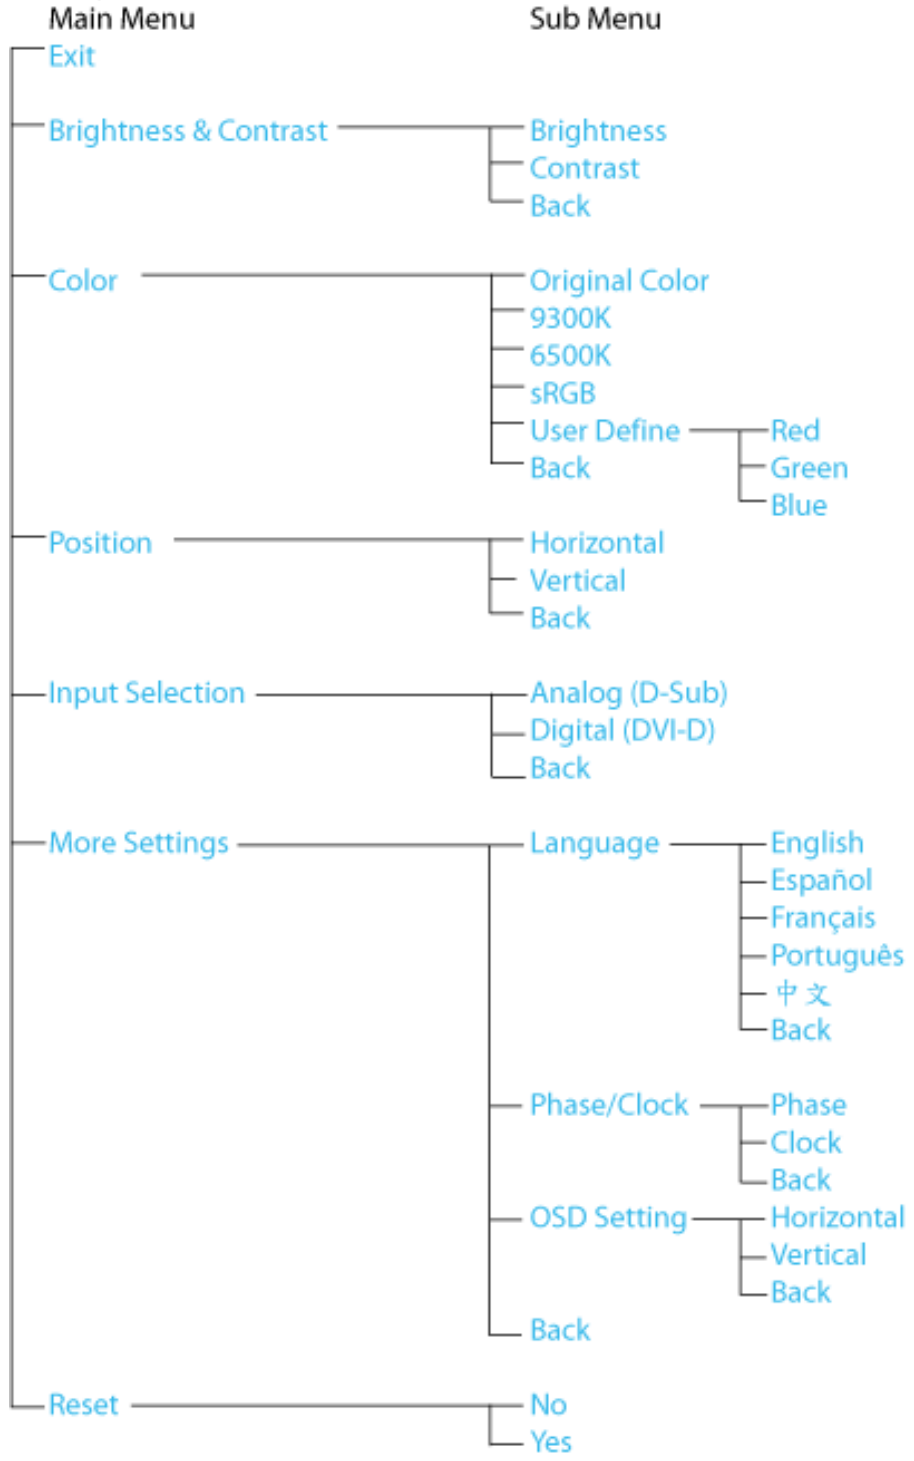 Main Menu Sub Menu
Exit
Brightness & Contrast Brightness
Contrast
Back
Color Original Color
9300K
6500K
sRGB
User Define Red
Back Green
Blue
Position Horizontal
Vertical
Back
Input Selection Analog (D-Sub)
Digital (DVI-D)
Back
More Settings Language English
Español
Français
Português
中文
Back
Phase/Clock Phase
Clock
Back
OSD Setting Horizontal
Vertical
Back
Back
Reset No
Yes